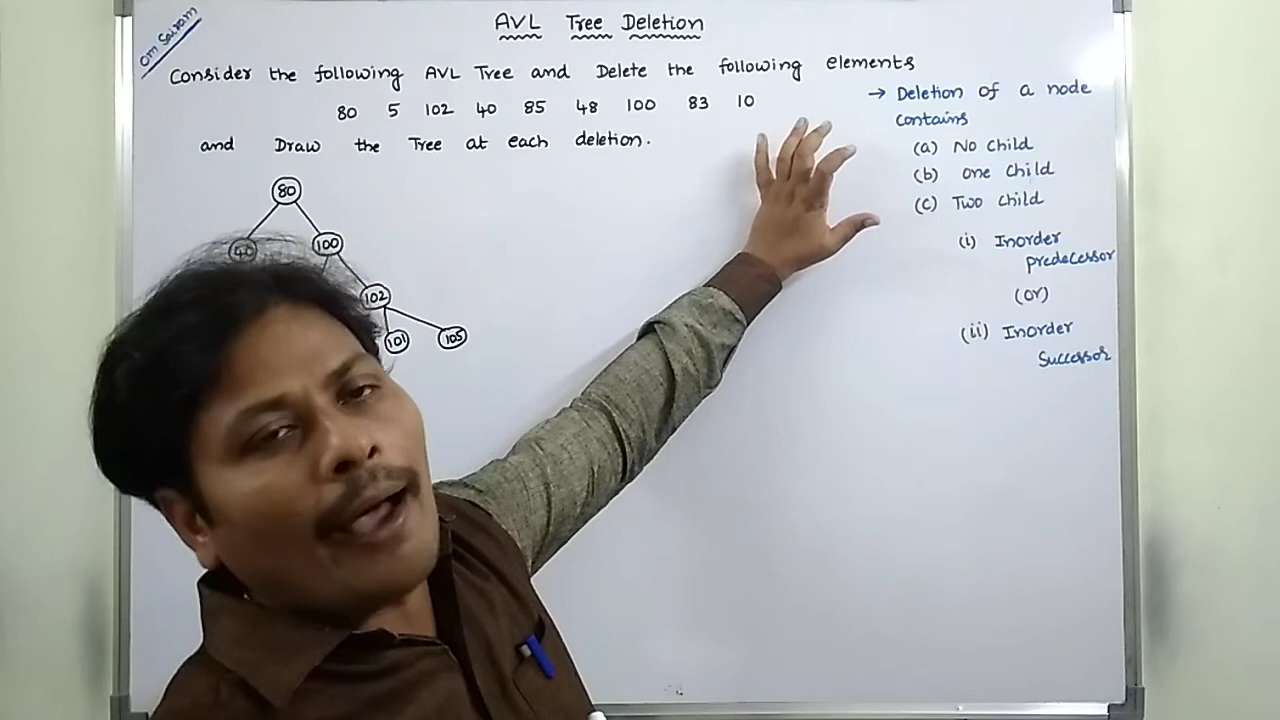 Om Sairam
AVL Tree Deletion
Consider the following AVL Tree and Delete the following elements
80 5 102 40 85 48 100 83 10
and Draw the Tree at each deletion.
80
40 100
102
101 105
→ Deletion of a node
contains
(a) No Child
(b) one Child
(c) Two child
(i) Inorder
predecessor
(or)
(ii) Inorder
Successor